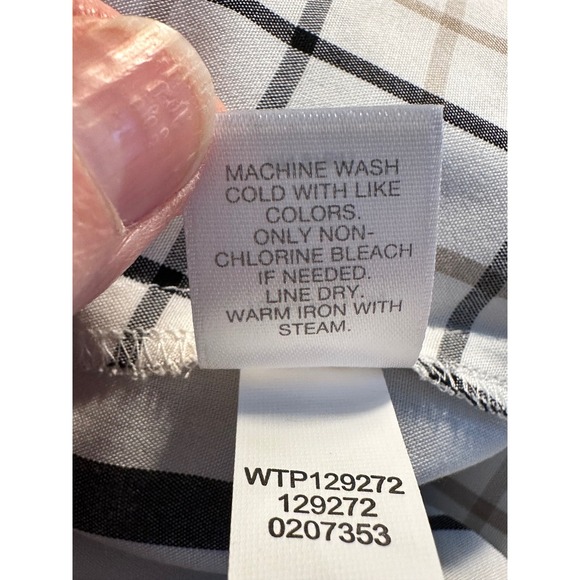 MACHINE WASH
COLD WITH LIKE
COLORS.
ONLY NON-
CHLORINE BLEACH
IF NEEDED.
LINE DRY.
WARM IRON WITH
STEAM.
WTP129272
129272
0207353